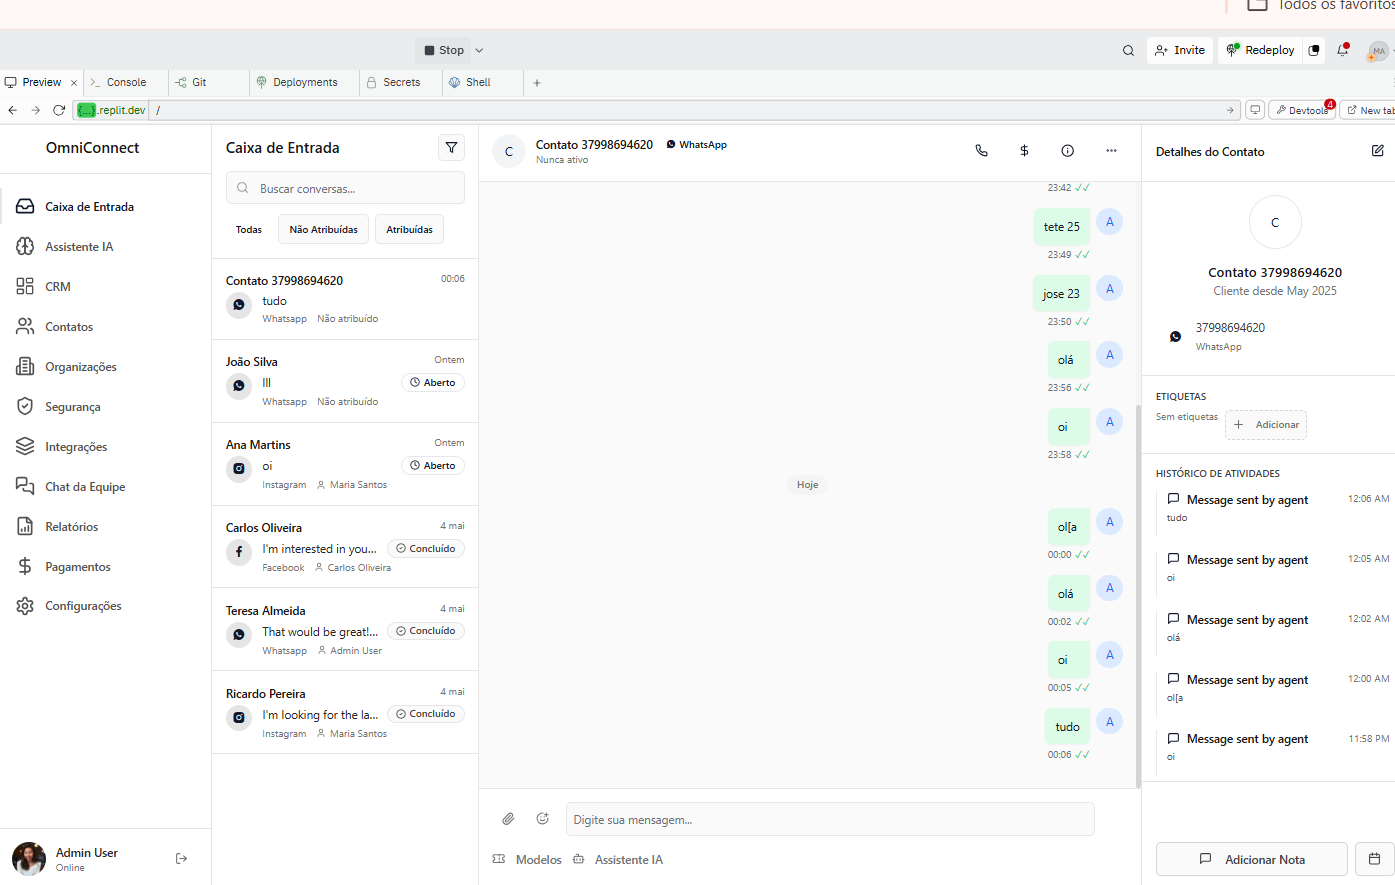 Todos os favoritos
Stop
Invite
Redeploy
MA
Preview
Console
Git
Deployments
Secrets
Shell
{...}.replit.dev /
Devtools
4
New tab
OmniConnect
Caixa de Entrada
Assistente IA
CRM
Contatos
Organizações
Segurança
Integrações
Chat da Equipe
Relatórios
Pagamentos
Configurações
Admin User
Online
Caixa de Entrada
Buscar conversas...
Todas
Não Atribuídas
Atribuídas
Contato 37998694620
00:06
tudo
Whatsapp Não atribuído
João Silva
Ontem
lll
Aberto
Whatsapp Não atribuído
Ana Martins
Ontem
oi
Aberto
Instagram Maria Santos
Carlos Oliveira
4 mai
I'm interested in you...
Concluído
Facebook Carlos Oliveira
Teresa Almeida
4 mai
That would be great!...
Concluído
Whatsapp Admin User
Ricardo Pereira
4 mai
I'm looking for the la...
Concluído
Instagram Maria Santos
C
Contato 37998694620 WhatsApp
Nunca ativo
23:42
tete 25
A
23:49
jose 23
A
23:50
olá
A
23:56
oi
A
23:58
Hoje
ol[a
A
00:00
olá
A
00:02
oi
A
00:05
tudo
A
00:06
Digite sua mensagem...
Modelos
Assistente IA
Detalhes do Contato
C
Contato 37998694620
Cliente desde May 2025
37998694620
WhatsApp
ETIQUETAS
Sem etiquetas
Adicionar
HISTÓRICO DE ATIVIDADES
Message sent by agent 12:06 AM
tudo
Message sent by agent 12:05 AM
oi
Message sent by agent 12:02 AM
olá
Message sent by agent 12:00 AM
ol[a
Message sent by agent 11:58 PM
oi
Adicionar Nota